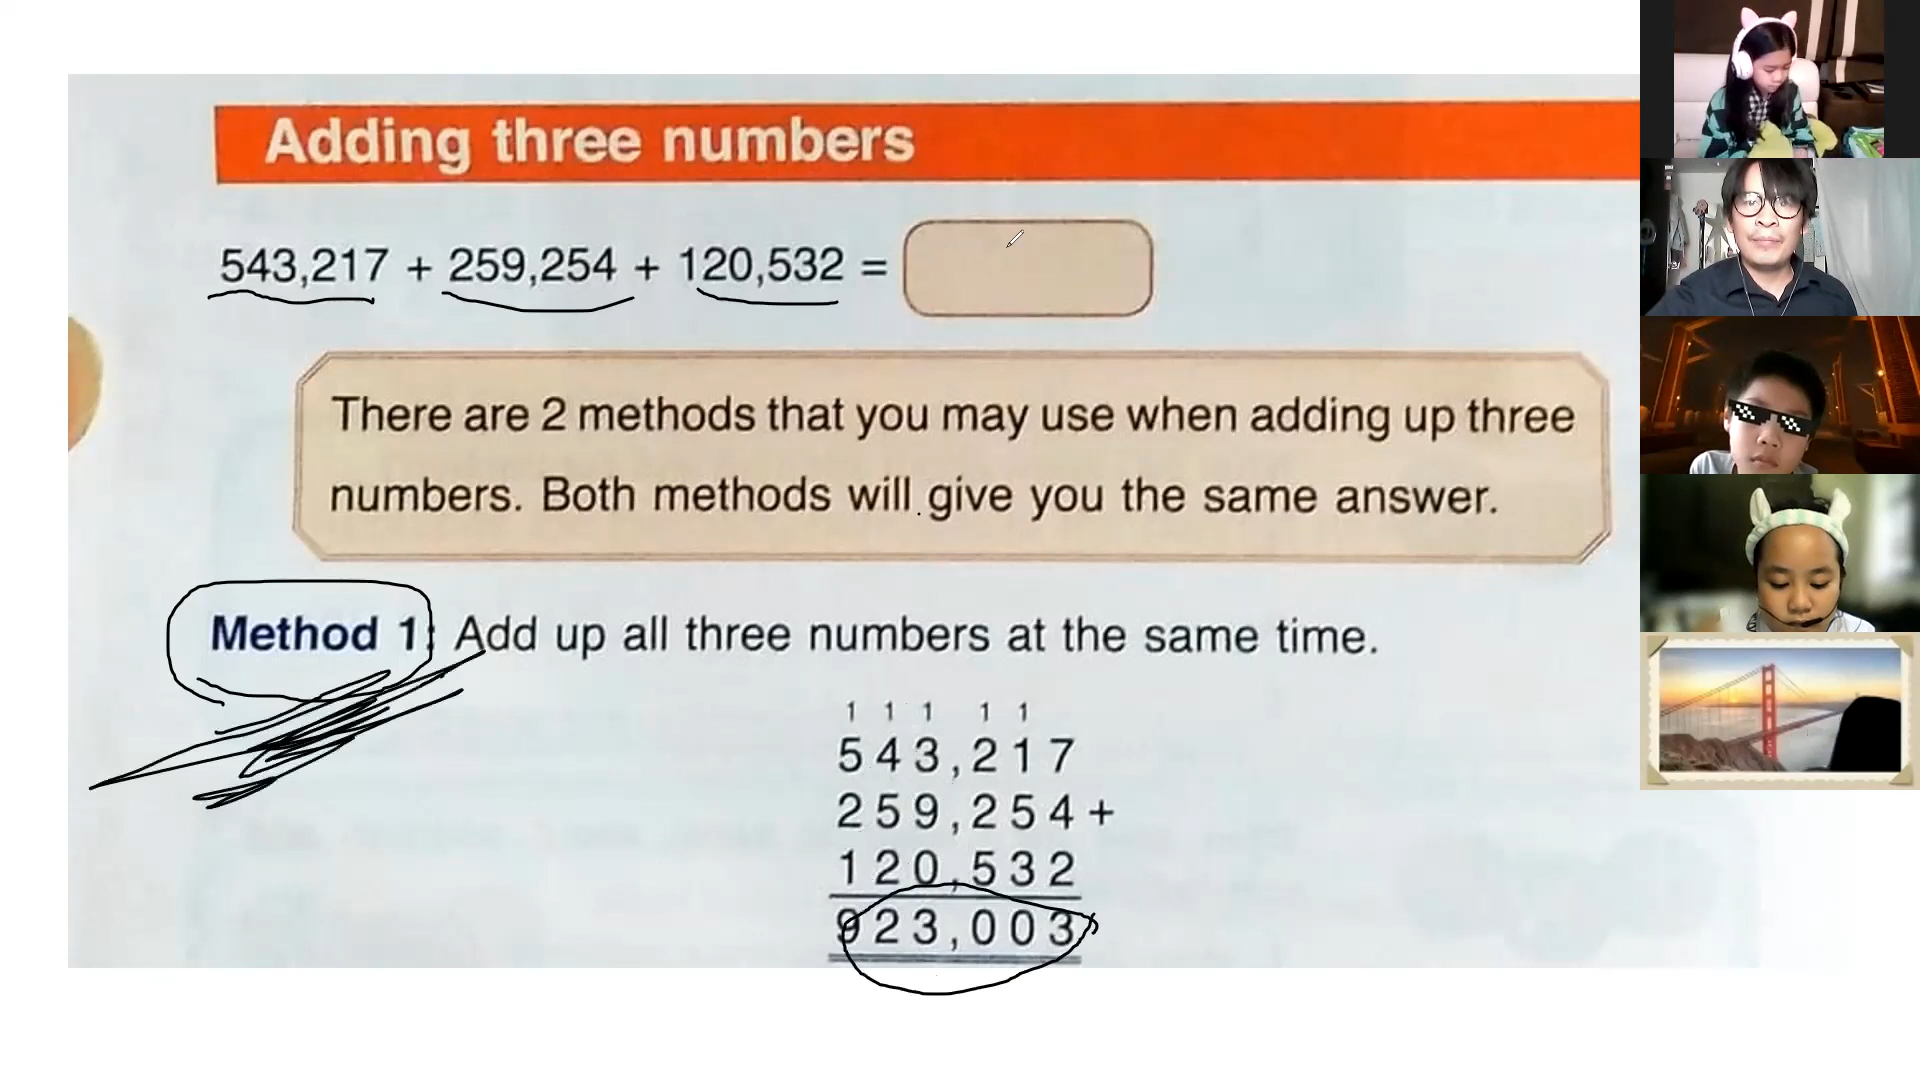 Adding three numbers
543,217 + 259,254 + 120,532 =
There are 2 methods that you may use when adding up three
numbers. Both methods will give you the same answer.
Method 1: Add up all three numbers at the same time.
1 1 1 1 1
543,217
259,254 +
120,532
923,003